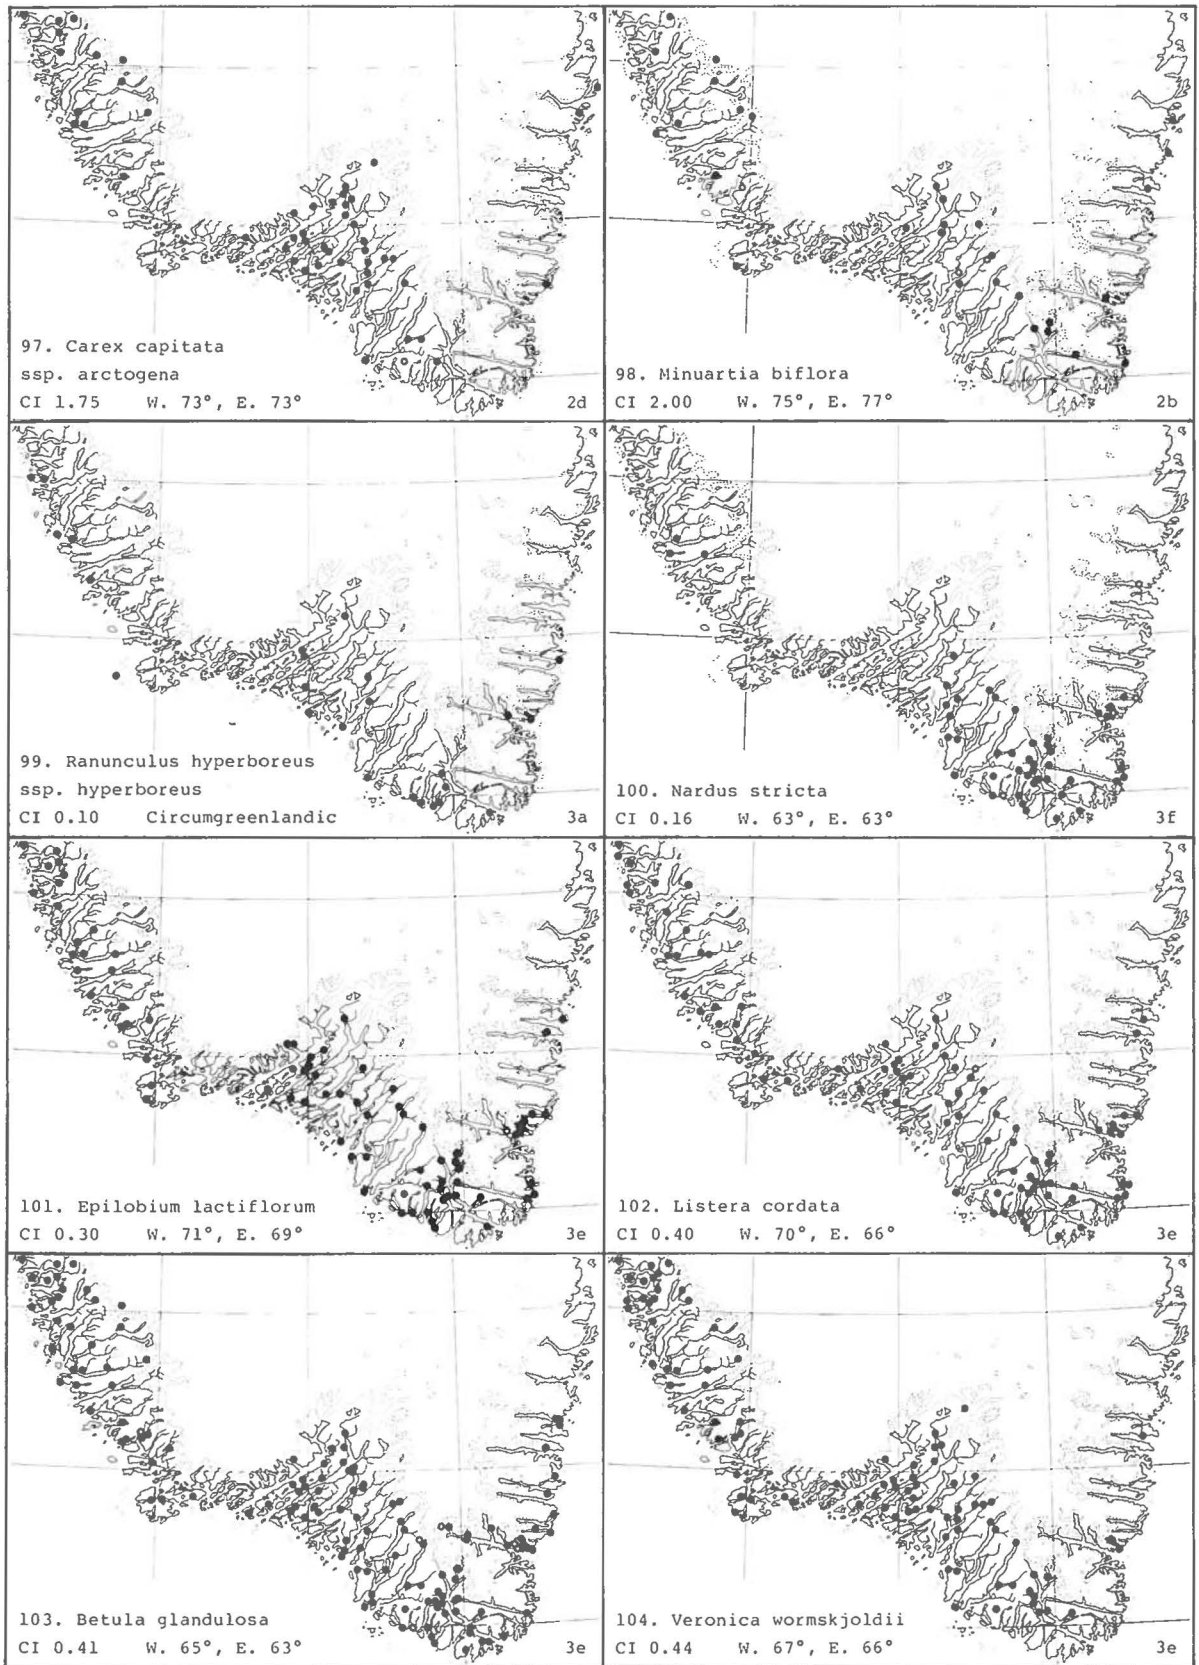 97. Carex capitata
ssp. arctogena
CI 1.75 W. 73°, E. 73° 2d
98. Minuartia biflora
CI 2.00 W. 75°, E. 77° 2b
99. Ranunculus hyperboreus
ssp. hyperboreus
CI 0.10 Circumgreenlandic 3a
100. Nardus stricta
CI 0.16 W. 63°, E. 63° 3f
101. Epilobium lactiflorum
CI 0.30 W. 71°, E. 69° 3e
102. Listera cordata
CI 0.40 W. 70°, E. 66° 3e
103. Betula glandulosa
CI 0.41 W. 65°, E. 63° 3e
104. Veronica wormskjoldii
CI 0.44 W. 67°, E. 66° 3e